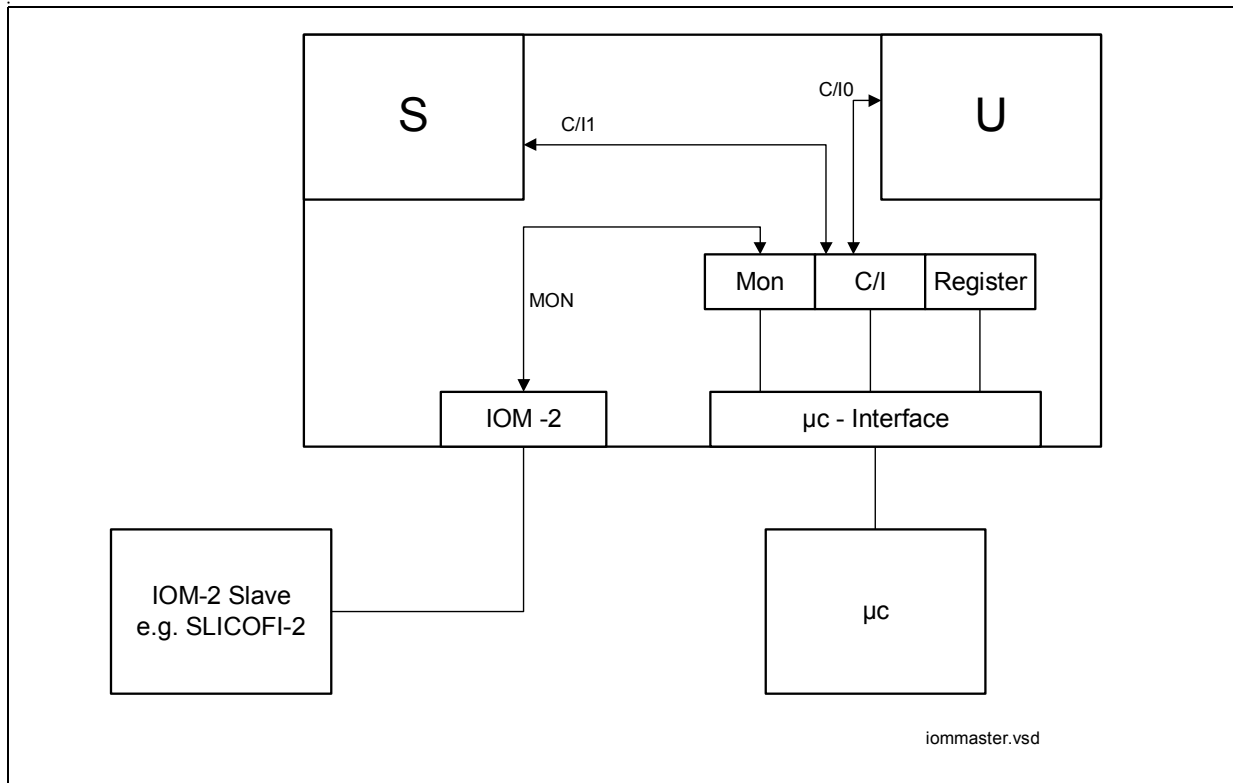 S
U
C/I0
C/I1
Mon
C/I
Register
MON
IOM -2
µc - Interface
IOM-2 Slave
e.g. SLICOFI-2
µc
iommaster.vsd